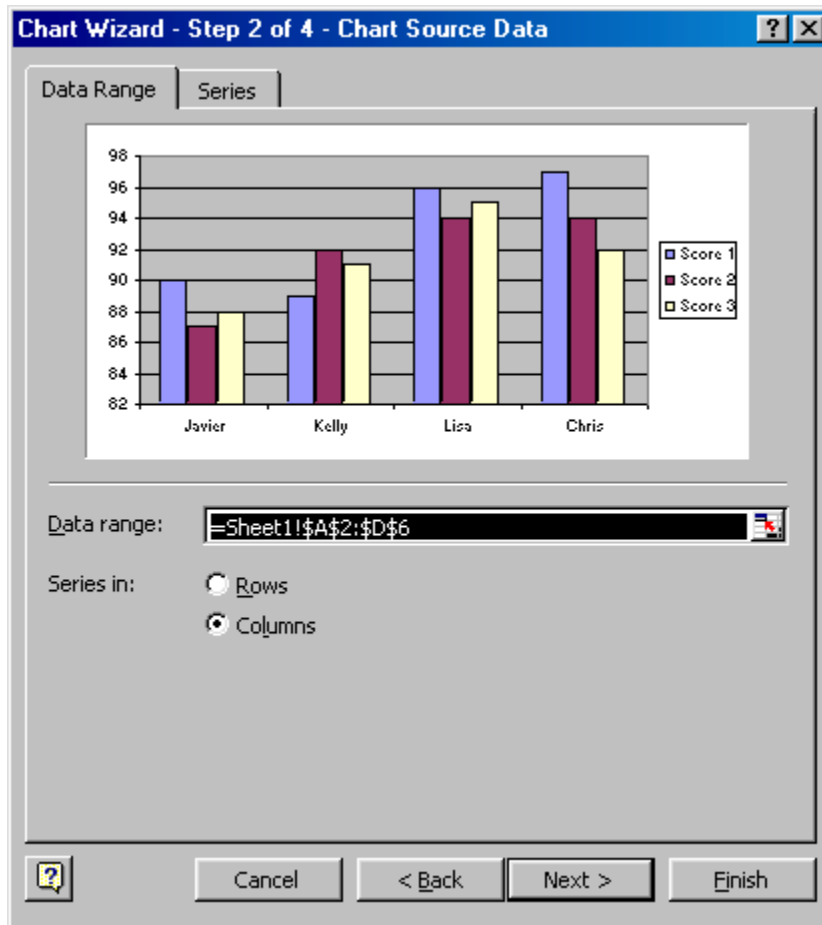 Chart Wizard - Step 2 of 4 - Chart Source Data
Data Range
Series
98
96
94
92
90
88
86
84
82
Javier Kelly Lisa Chris
Score 1
Score 2
Score 3
Data range:
=Sheet1!$A$2:$D$6
Series in:
Rows
Columns
Cancel
< Back
Next >
Finish